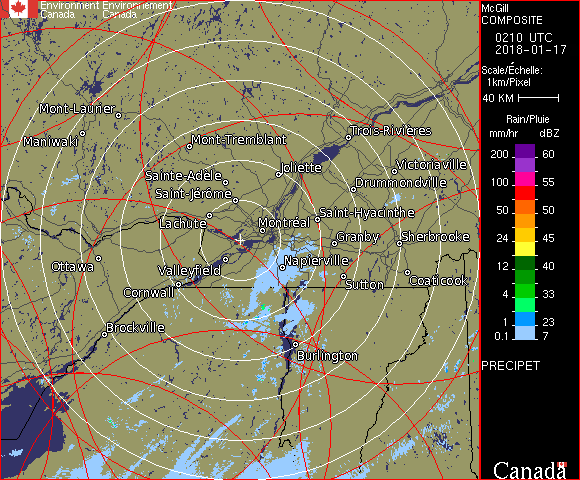 Environment Environnement
Canada Canada
McGill
COMPOSITE
0210 UTC
2018-01-17
Scale/Échelle:
1km/Pixel
40 KM
Rain/Pluie
mm/hr dBZ
200 60
100 55
75 53
50 50
24 45
12 40
4 33
1 23
0.1 7
PRECIPET
Canada
Mont-Laurier
Trois-Rivières
Maniwaki
Mont-Tremblant
Joliette
Victoriaville
Sainte-Adèle
Drummondville
Saint-Jérôme
Saint-Hyacinthe
Lachute
Montréal
Granby
Sherbrooke
Ottawa
Valleyfield
Napierville
Sutton
Coaticook
Cornwall
Brockville
Burlington